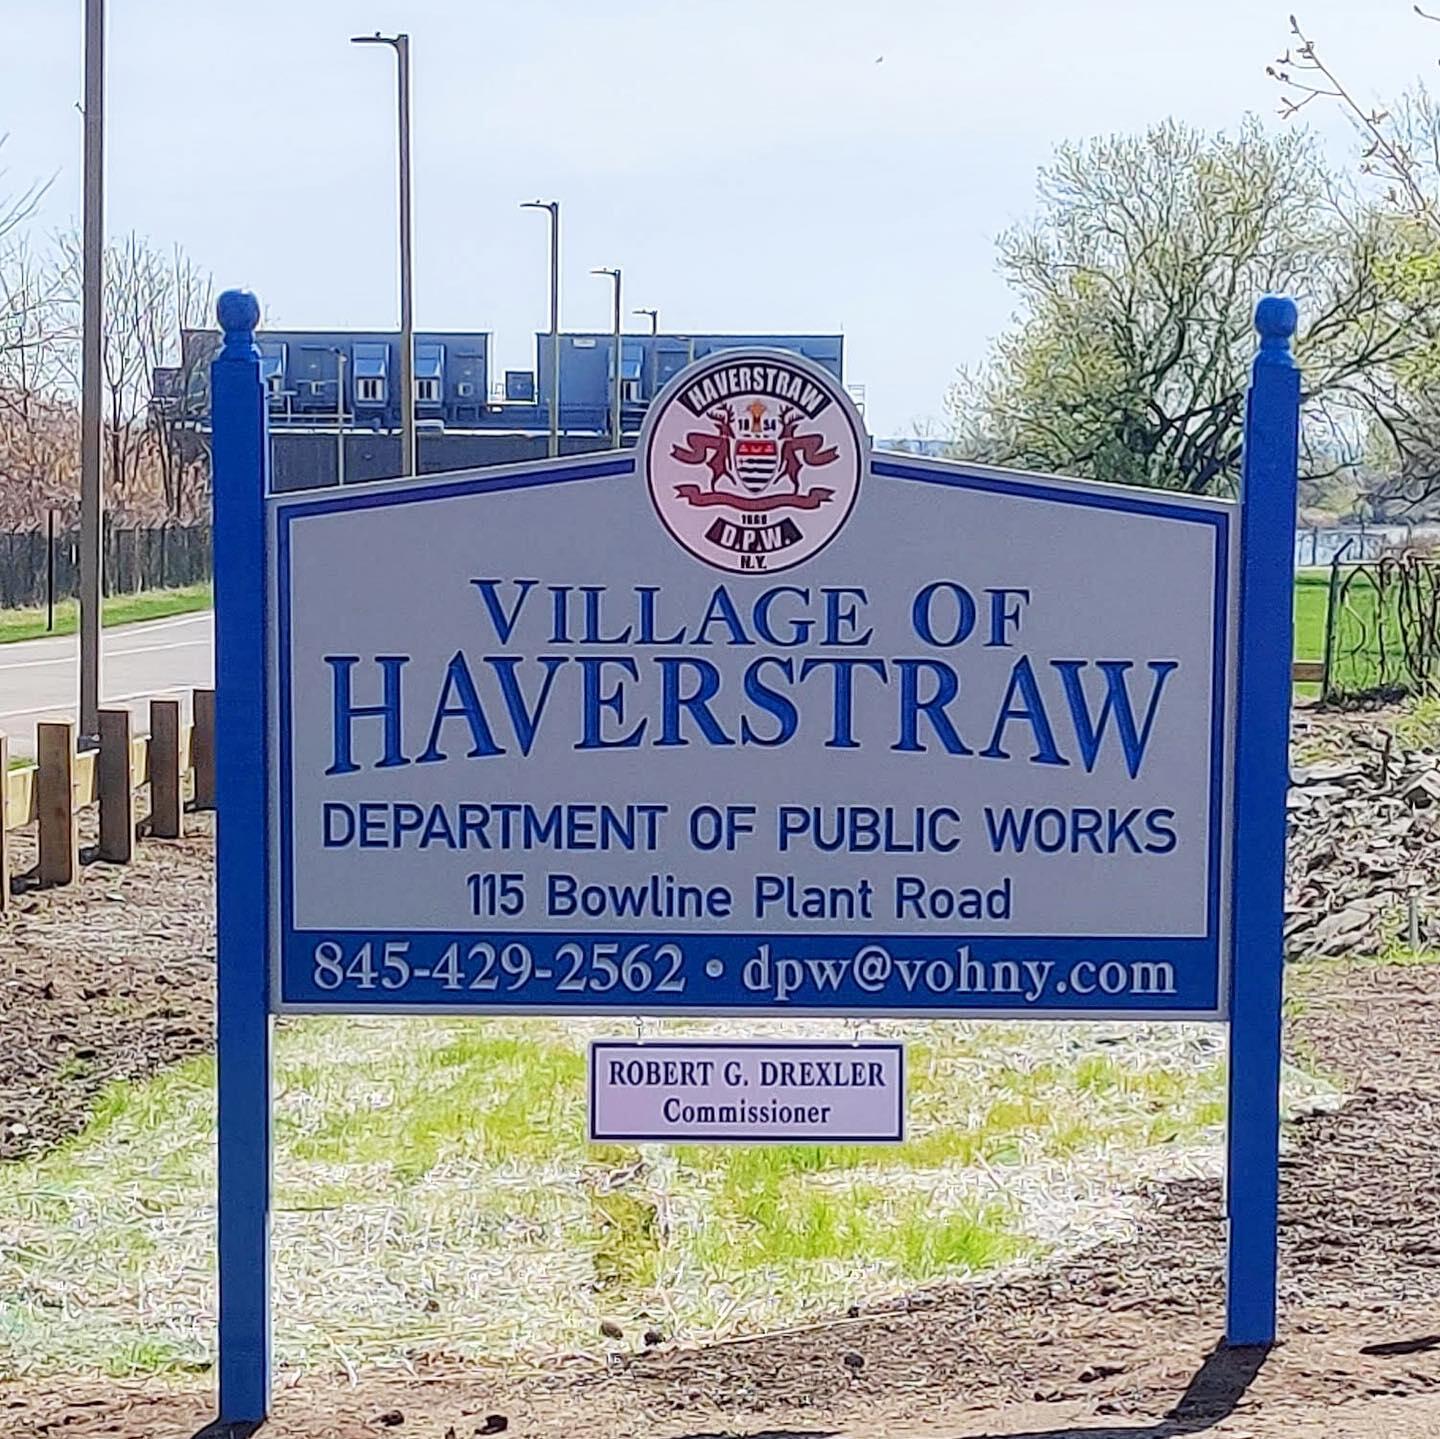 HAVERSTRAW
18 54
1668
D.P.W.
N.Y.
VILLAGE OF
HAVERSTRAW
DEPARTMENT OF PUBLIC WORKS
115 Bowline Plant Road
845-429-2562 • dpw@vohny.com
ROBERT G. DREXLER
Commissioner